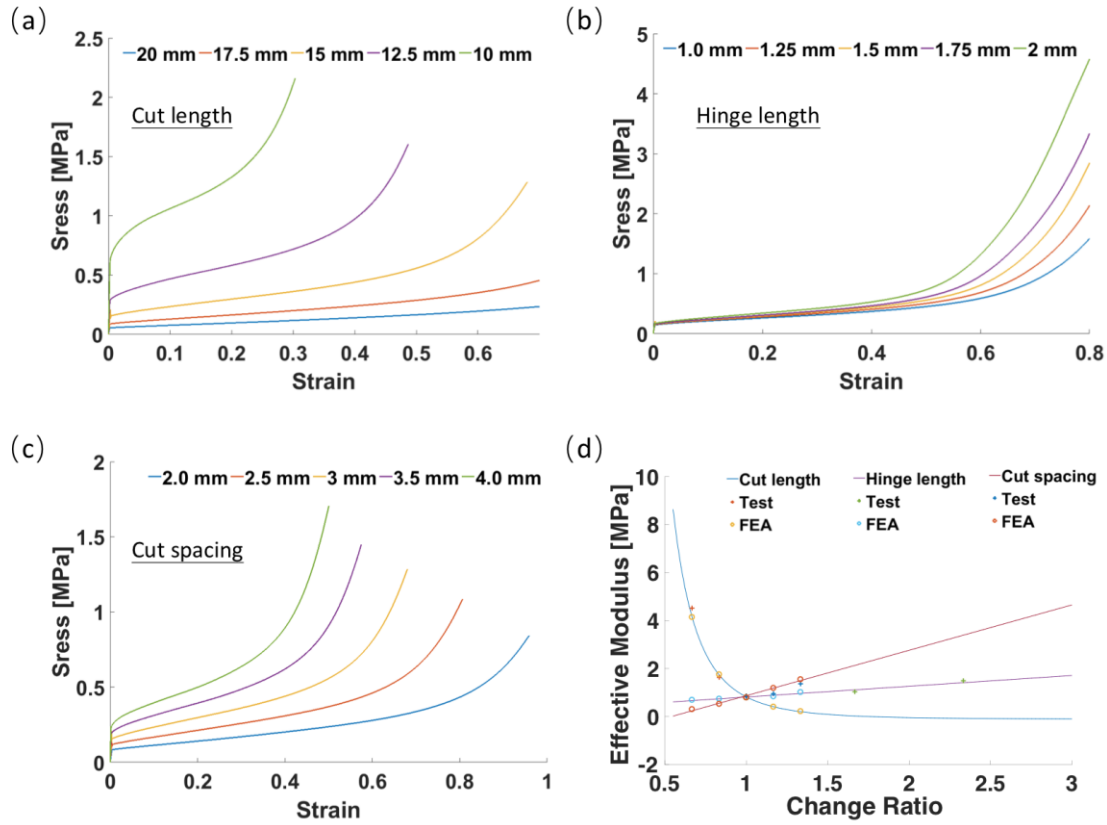 (a)
2.5
20 mm 17.5 mm 15 mm 12.5 mm 10 mm
2
Cut length
1.5
1
0.5
0
Sress [MPa]
0 0.1 0.2 0.3 0.4 0.5 0.6
Strain
(b)
5
1.0 mm 1.25 mm 1.5 mm 1.75 mm 2 mm
4
Hinge length
3
2
1
0
Sress [MPa]
0 0.2 0.4 0.6 0.8
Strain
(c)
2
2.0 mm 2.5 mm 3 mm 3.5 mm 4.0 mm
1.5
Cut spacing
1
0.5
0
Sress [MPa]
0 0.2 0.4 0.6 0.8 1
Strain
(d)
10
Cut length Hinge length Cut spacing
Test Test Test
FEA FEA FEA
8
6
4
2
0
-2
Effective Modulus [MPa]
0.5 1 1.5 2 2.5 3
Change Ratio